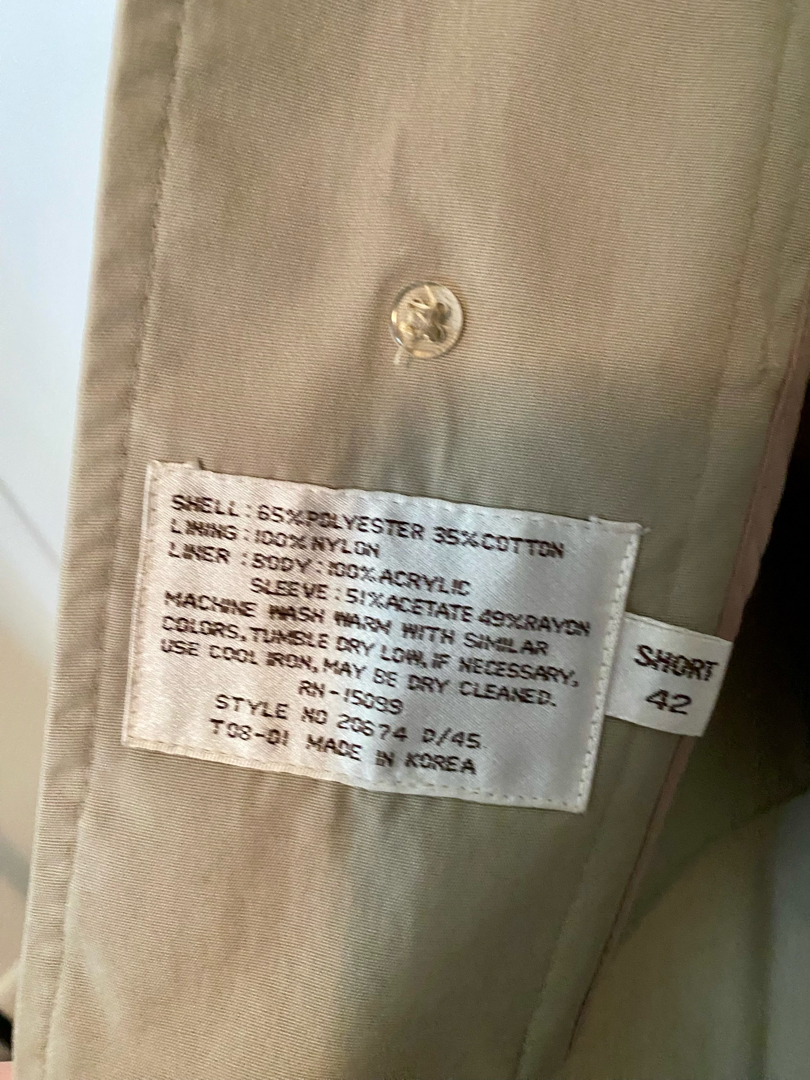 SHELL : 65% POLYESTER 35% COTTON
LINING : 100% NYLON
LINER : BODY : 100% ACRYLIC
SLEEVE : 51% ACETATE 49% RAYON
MACHINE WASH WARM WITH SIMILAR
COLORS, TUMBLE DRY LOW, IF NECESSARY,
USE COOL IRON, MAY BE DRY CLEANED.
RN-15099
STYLE NO 20674 D/45
T08-01 MADE IN KOREA
SHORT
42